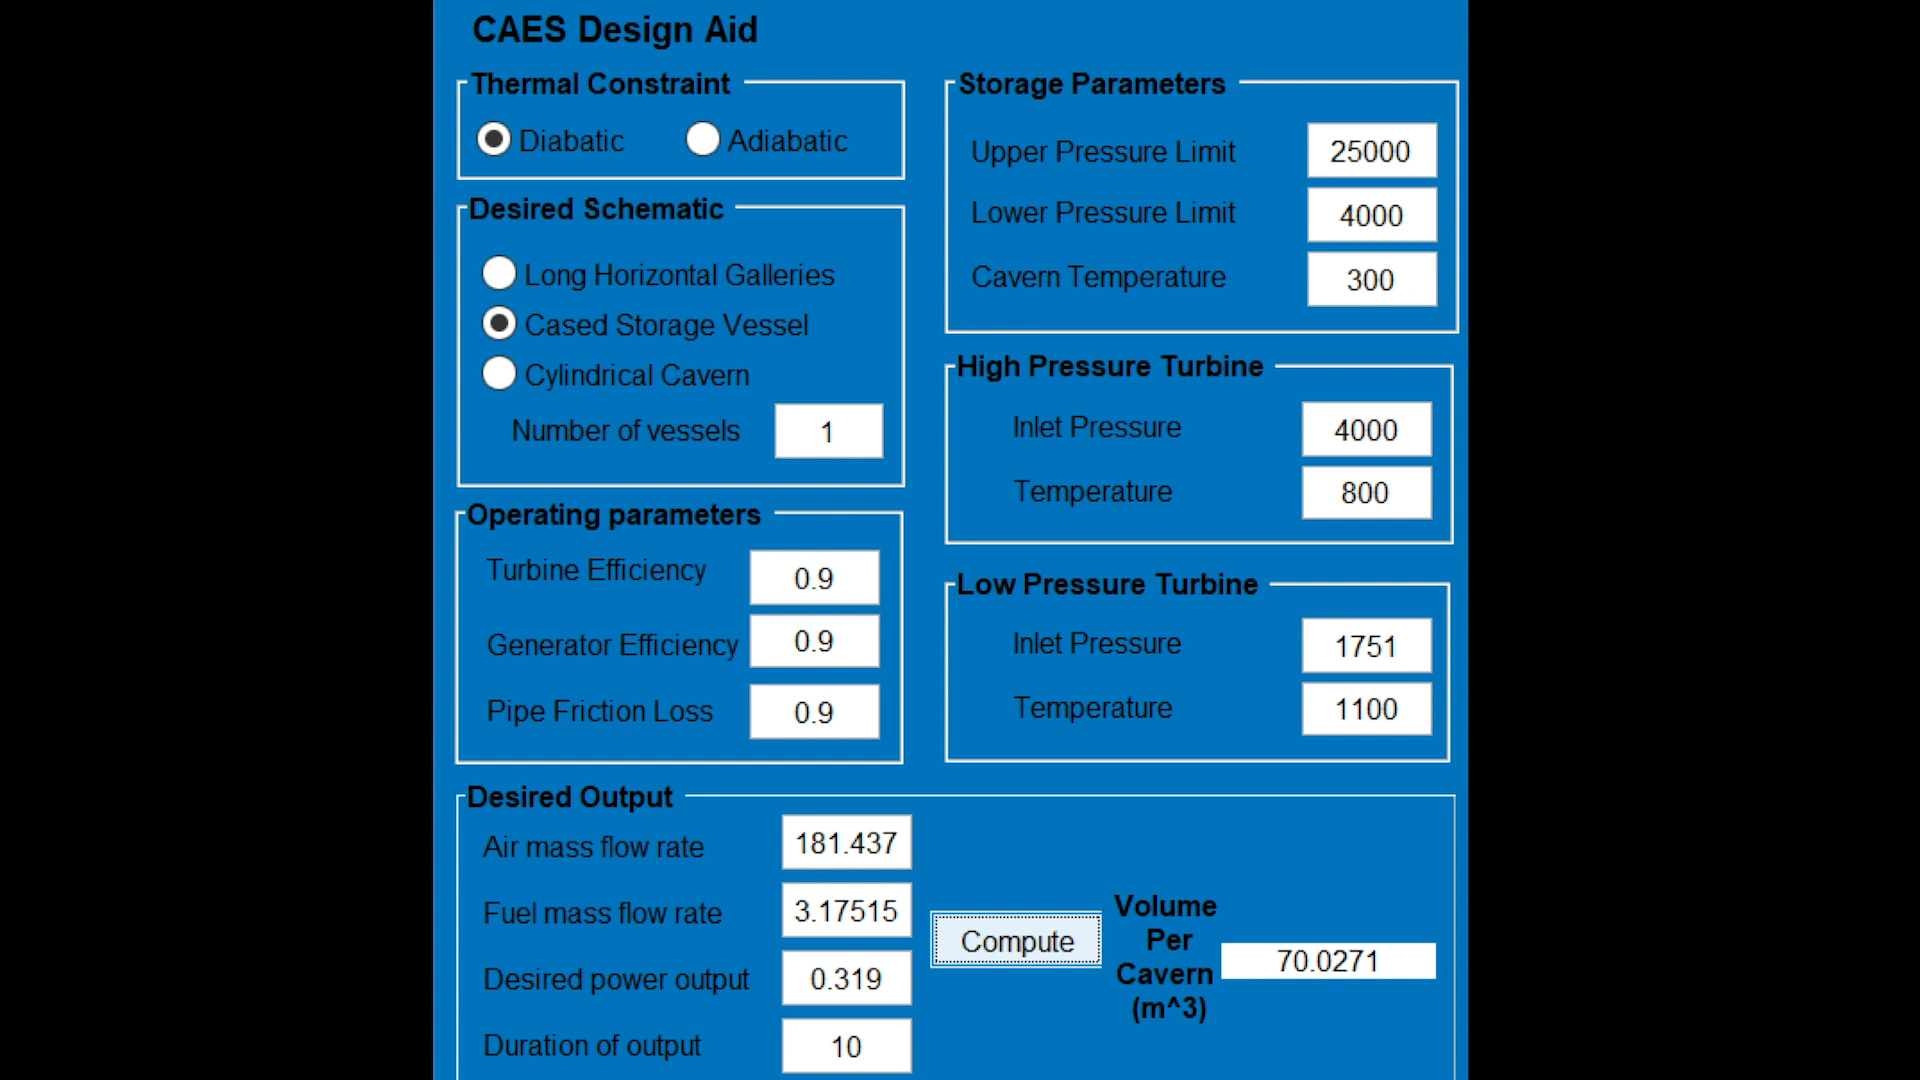 CAES Design Aid
Thermal Constraint
Diabatic
Adiabatic
Desired Schematic
Long Horizontal Galleries
Cased Storage Vessel
Cylindrical Cavern
Number of vessels 1
Operating parameters
Turbine Efficiency 0.9
Generator Efficiency 0.9
Pipe Friction Loss 0.9
Storage Parameters
Upper Pressure Limit 25000
Lower Pressure Limit 4000
Cavern Temperature 300
High Pressure Turbine
Inlet Pressure 4000
Temperature 800
Low Pressure Turbine
Inlet Pressure 1751
Temperature 1100
Desired Output
Air mass flow rate 181.437
Fuel mass flow rate 3.17515
Desired power output 0.319
Duration of output 10
Compute
Volume
Per
Cavern
(m^3)
70.0271